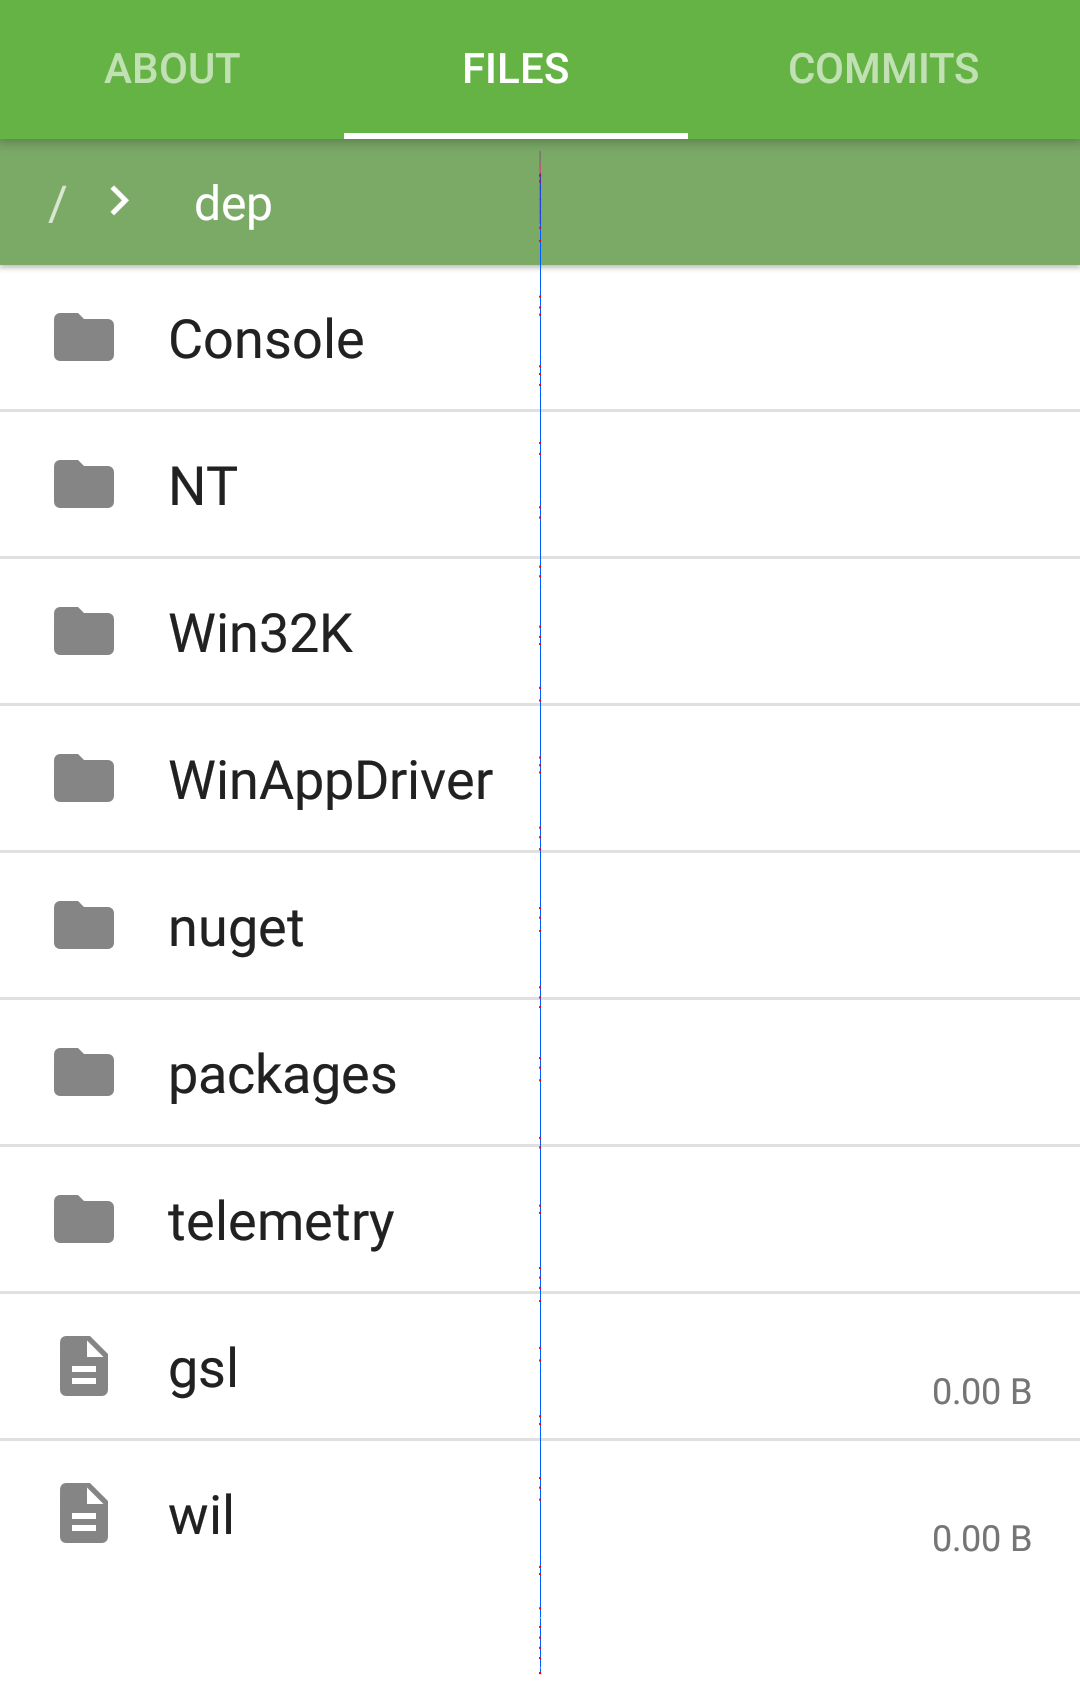 ABOUT FILES COMMITS
/ > dep
Console
NT
Win32K
WinAppDriver
nuget
packages
telemetry
gsl 0.00 B
wil 0.00 B